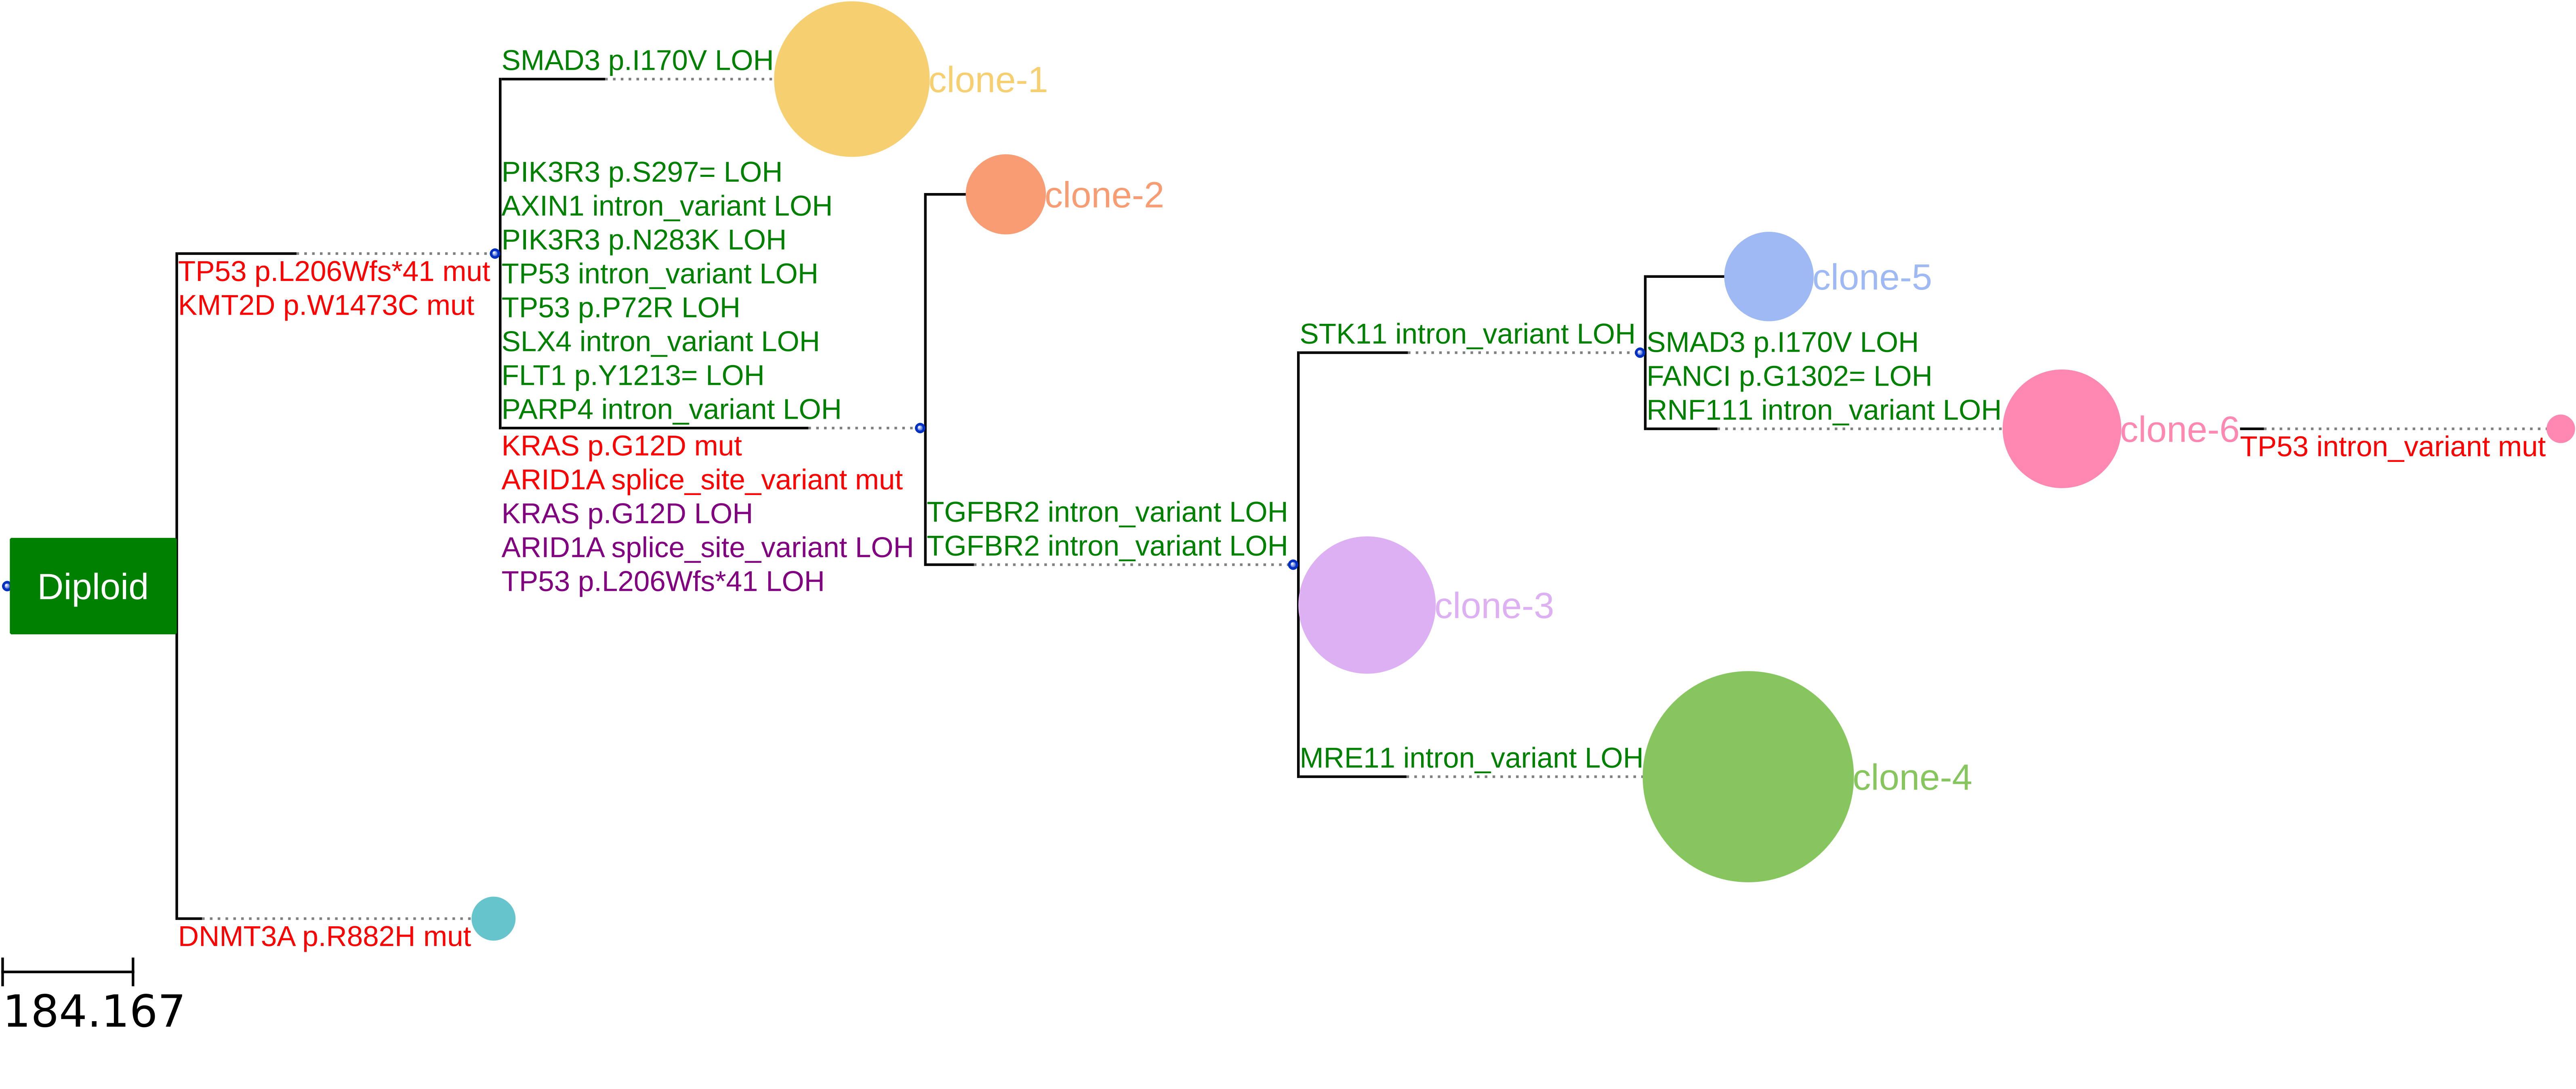 SMAD3 p.I170V LOH
clone-1
PIK3R3 p.S297= LOH
AXIN1 intron_variant LOH
PIK3R3 p.N283K LOH
TP53 intron_variant LOH
TP53 p.P72R LOH
SLX4 intron_variant LOH
FLT1 p.Y1213= LOH
PARP4 intron_variant LOH
clone-2
TP53 p.L206Wfs*41 mut
KMT2D p.W1473C mut
KRAS p.G12D mut
ARID1A splice_site_variant mut
KRAS p.G12D LOH
ARID1A splice_site_variant LOH
TP53 p.L206Wfs*41 LOH
TGFBR2 intron_variant LOH
TGFBR2 intron_variant LOH
STK11 intron_variant LOH
clone-5
SMAD3 p.I170V LOH
FANCI p.G1302= LOH
RNF111 intron_variant LOH
clone-6
TP53 intron_variant mut
Diploid
clone-3
MRE11 intron_variant LOH
clone-4
DNMT3A p.R882H mut
184.167